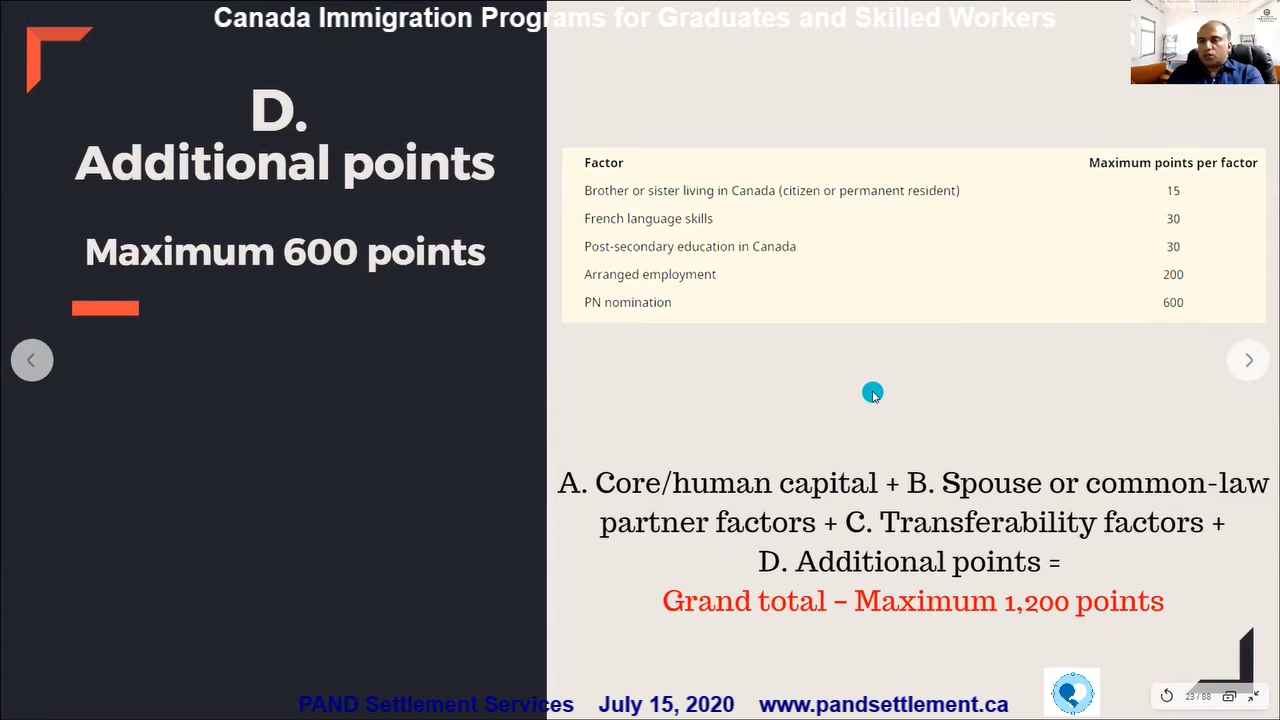 Canada Immigration Programs for Graduates and Skilled Workers
D.
Additional points
Maximum 600 points
Factor Maximum points per factor
Brother or sister living in Canada (citizen or permanent resident) 15
French language skills 30
Post-secondary education in Canada 30
Arranged employment 200
PN nomination 600
A. Core/human capital + B. Spouse or common-law
partner factors + C. Transferability factors +
D. Additional points =
Grand total – Maximum 1,200 points
PAND Settlement Services July 15, 2020 www.pandsettlement.ca
23 / 88